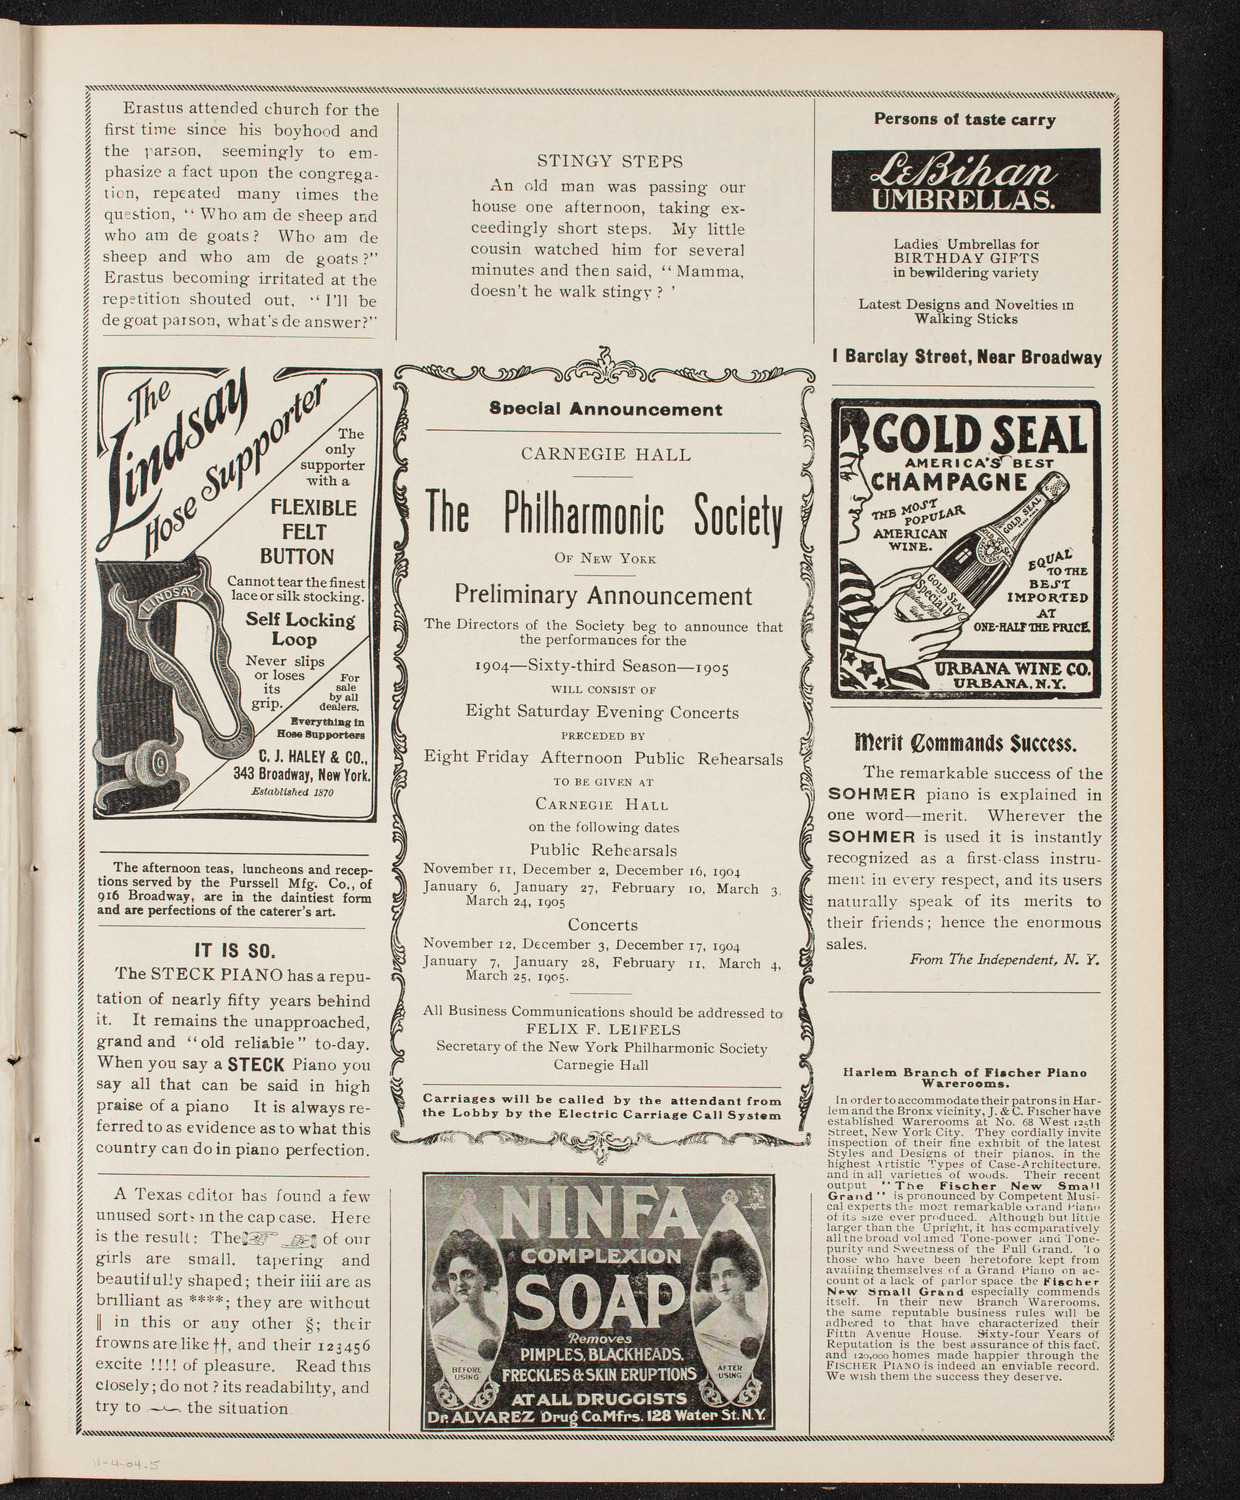 Erastus attended church for the
first time since his boyhood and
the parson, seemingly to em-
phasize a fact upon the congrega-
tion, repeated many times the
question, “ Who am de sheep and
who am de goats? Who am de
sheep and who am de goats?”
Erastus becoming irritated at the
repetition shouted out, “ I’ll be
de goat parson, what’s de answer?”
The
Lindsay
Hose Supporter
The
only
supporter
with a
FLEXIBLE
FELT
BUTTON
Cannot tear the finest
lace or silk stocking.
Self Locking
Loop
Never slips
or loses
its
grip.
For
sale
by all
dealers.
Everything in
Hose Supporters
C. J. HALEY & CO.,
343 Broadway, New York.
Established 1870
LINDSAY
The afternoon teas, luncheons and recep-
tions served by the Purssell Mfg. Co., of
916 Broadway, are in the daintiest form
and are perfections of the caterer’s art.
IT IS SO.
The STECK PIANO has a repu-
tation of nearly fifty years behind
it. It remains the unapproached,
grand and “old reliable” to-day.
When you say a STECK Piano you
say all that can be said in high
praise of a piano It is always re-
ferred to as evidence as to what this
country can do in piano perfection.
A Texas editor has found a few
unused sorts in the cap case. Here
is the result: The ☞ ☜ of our
girls are small, tapering and
beautifully shaped; their iiii are as
brilliant as ****; they are without
‖ in this or any other §; their
frowns are like ††, and their 123456
excite !!!! of pleasure. Read this
closely; do not ? its readability, and
try to ⏟ the situation
STINGY STEPS
An old man was passing our
house one afternoon, taking ex-
ceedingly short steps. My little
cousin watched him for several
minutes and then said, “ Mamma,
doesn’t he walk stingy ? ’
Special Announcement
CARNEGIE HALL
The Philharmonic Society
OF NEW YORK
Preliminary Announcement
The Directors of the Society beg to announce that
the performances for the
1904—Sixty-third Season—1905
WILL CONSIST OF
Eight Saturday Evening Concerts
PRECEDED BY
Eight Friday Afternoon Public Rehearsals
TO BE GIVEN AT
CARNEGIE HALL
on the following dates
Public Rehearsals
November 11, December 2, December 16, 1904
January 6, January 27, February 10, March 3,
March 24, 1905
Concerts
November 12, December 3, December 17, 1904
January 7, January 28, February 11, March 4,
March 25, 1905.
All Business Communications should be addressed to
FELIX F. LEIFELS
Secretary of the New York Philharmonic Society
Carnegie Hall
Carriages will be called by the attendant from
the Lobby by the Electric Carriage Call System
NINFA
COMPLEXION
SOAP
Removes
PIMPLES, BLACKHEADS,
FRECKLES & SKIN ERUPTIONS
BEFORE
USING
AFTER
USING
AT ALL DRUGGISTS
Dr. ALVAREZ Drug Co. Mfrs. 128 Water St. N.Y.
Persons of taste carry
LeBihan
UMBRELLAS.
Ladies’ Umbrellas for
BIRTHDAY GIFTS
in bewildering variety
Latest Designs and Novelties in
Walking Sticks
1 Barclay Street, Near Broadway
GOLD SEAL
AMERICA’S BEST
CHAMPAGNE
THE MOST
POPULAR
AMERICAN
WINE.
GOLD SEAL
GOLD SEAL
Special Dry
EQUAL
TO THE
BEST
IMPORTED
AT
ONE-HALF THE PRICE.
URBANA WINE CO.
URBANA, N.Y.
Merit Commands Success.
The remarkable success of the
SOHMER piano is explained in
one word—merit. Wherever the
SOHMER is used it is instantly
recognized as a first-class instru-
ment in every respect, and its users
naturally speak of its merits to
their friends; hence the enormous
sales.
From The Independent, N. Y.
Harlem Branch of Fischer Piano
Warerooms.
In order to accommodate their patrons in Har-
lem and the Bronx vicinity, J. & C. Fischer have
established Warerooms at No. 68 West 125th
Street, New York City. They cordially invite
inspection of their fine exhibit of the latest
Styles and Designs of their pianos, in the
highest Artistic Types of Case-Architecture,
and in all varieties of woods. Their recent
output “The Fischer New Small
Grand” is pronounced by Competent Musi-
cal experts the most remarkable Grand Piano
of its size ever produced. Although but little
larger than the Upright, it has comparatively
all the broad volumed Tone-power and Tone-
purity and Sweetness of the Full Grand. To
those who have been heretofore kept from
availing themselves of a Grand Piano on ac-
count of a lack of parlor space the Fischer
New Small Grand especially commends
itself. In their new Branch Warerooms,
the same reputable business rules will be
adhered to that have characterized their
Fifth Avenue House. Sixty-four Years of
Reputation is the best assurance of this fact,
and 120,000 homes made happier through the
FISCHER PIANO is indeed an enviable record.
We wish them the success they deserve.
11-4-04.5